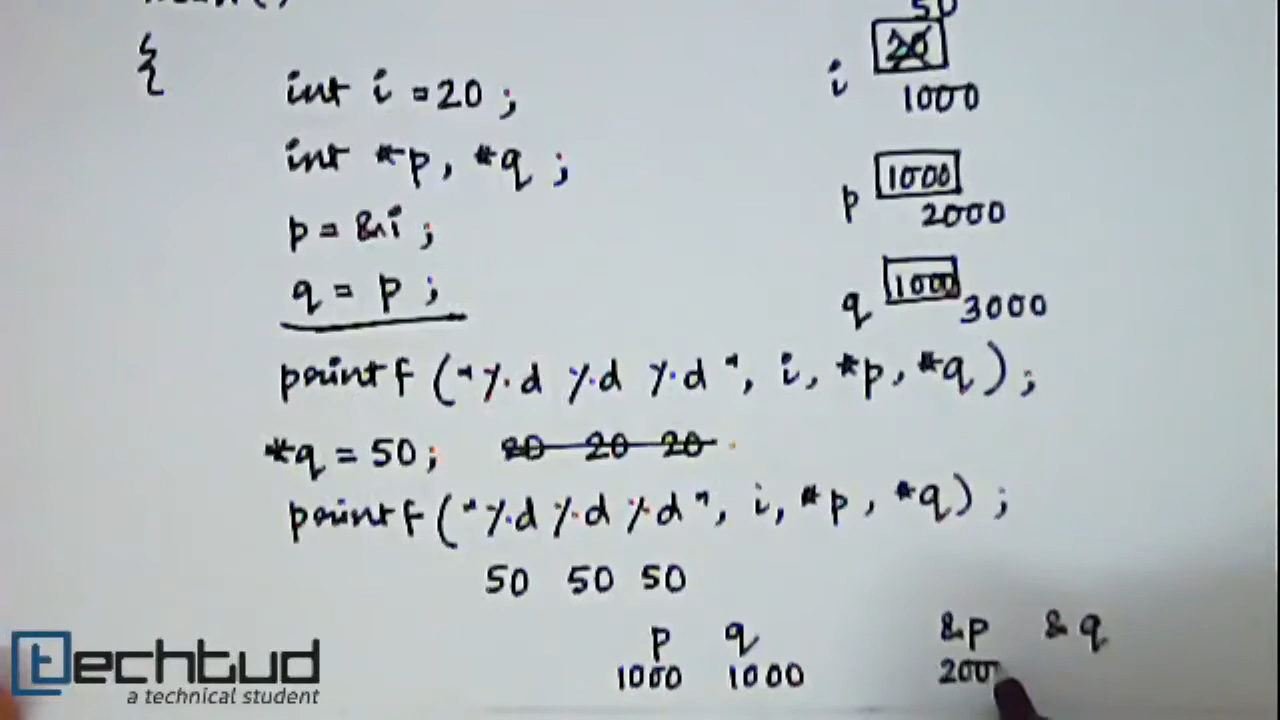 50
{
int i = 20 ;
i 20
1000
int *p, *q ;
p 1000
2000
p = &i ;
q = p ;
q 1000
3000
printf ("%d %d %d", i, *p, *q) ;
*q = 50; 20 20 20
printf ("%d %d %d", i, *p, *q) ;
50 50 50
p q &p &q
1000 1000 200
techtud
a technical student